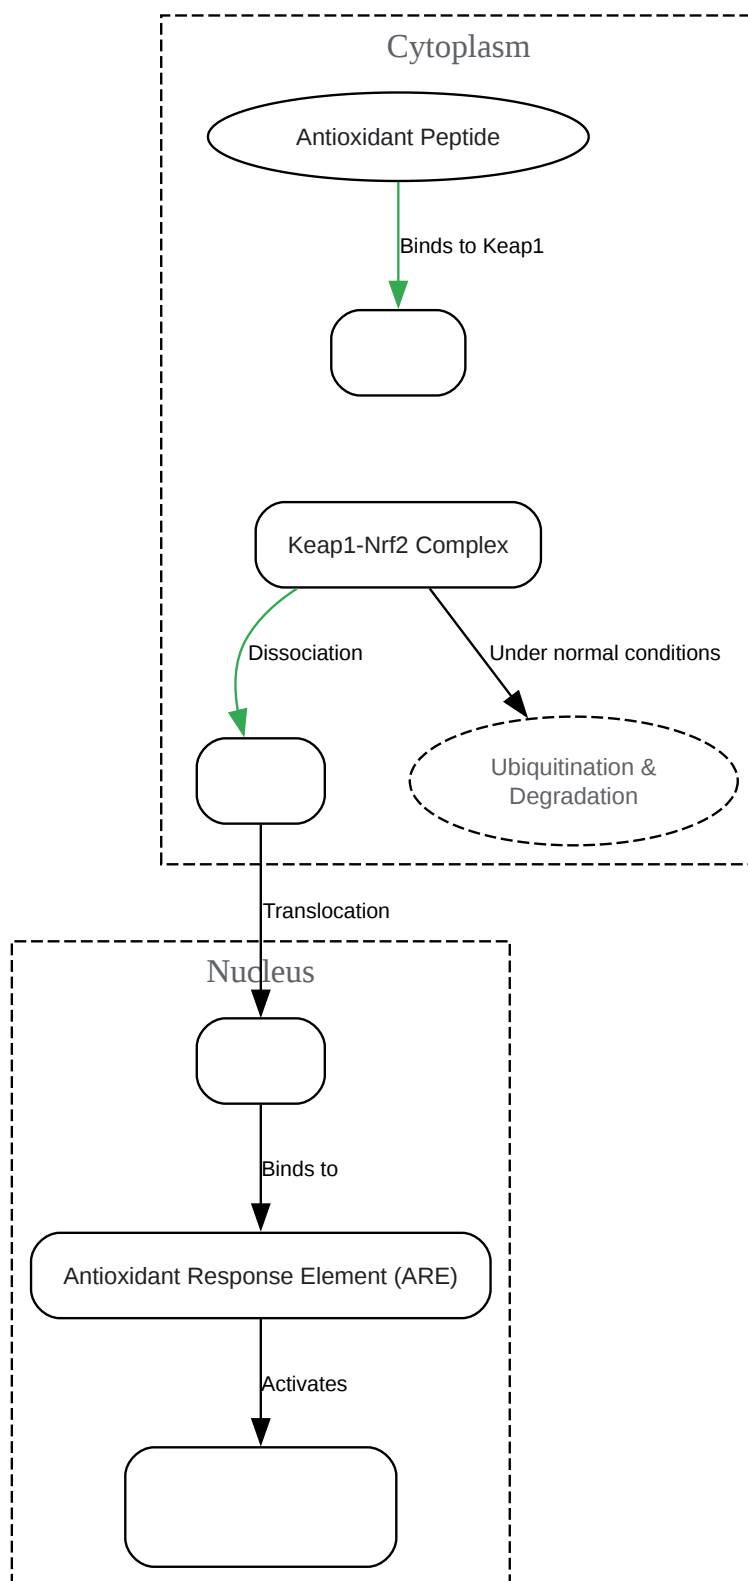 Cytoplasm
Antioxidant Peptide
Binds to Keap1
Keap1-Nrf2 Complex
Dissociation
Under normal conditions
Ubiquitination &
Degradation
Translocation
Nucleus
Binds to
Antioxidant Response Element (ARE)
Activates